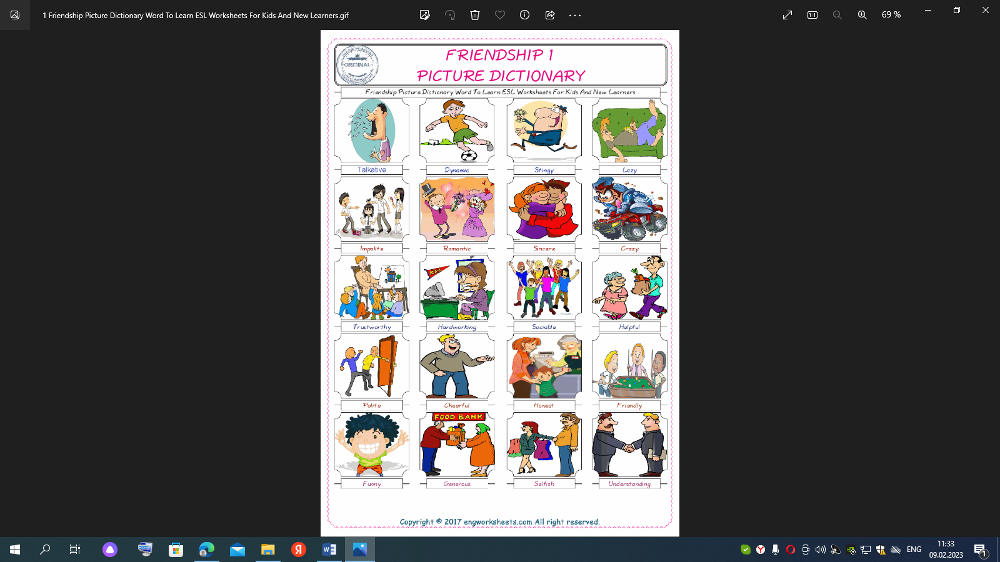 1 Friendship Picture Dictionary Word To Learn ESL Worksheets For Kids And New Learners.gif
69 %
ORIGINAL
FRIENDSHIP 1
PICTURE DICTIONARY
Friendship Picture Dictionary Word To Learn ESL Worksheets For Kids And New Learners
Talkative Dynamic Stingy Lazy
Impolite Romantic Sincere Crazy
Trustworthy Hardworking Sociable Helpful
Polite Cheerful Honest Friendly
FOOD BANK
Funny Generous Selfish Understanding
Copyright © 2017 engworksheets.com All right reserved.
ENG
11:33
09.02.2023
1